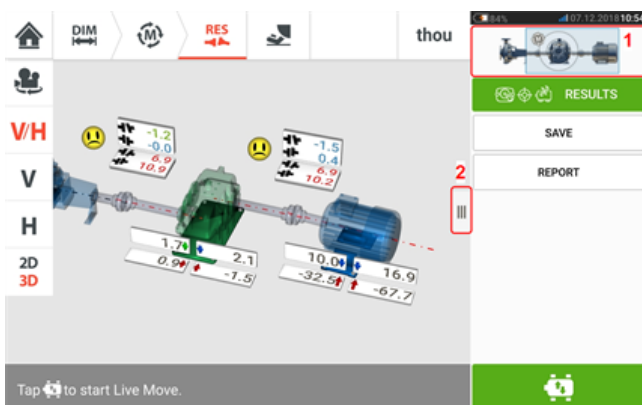 DIM
M
RES
thou
84%
07.12.2018 10:54
1
RESULTS
SAVE
REPORT
2
V/H
V
H
2D
3D
-1.2
-0.0
6.9
10.9
-1.5
0.4
6.9
10.2
1.7 2.1
0.9 -1.5
10.0 16.9
-32.5 -67.7
Tap to start Live Move.